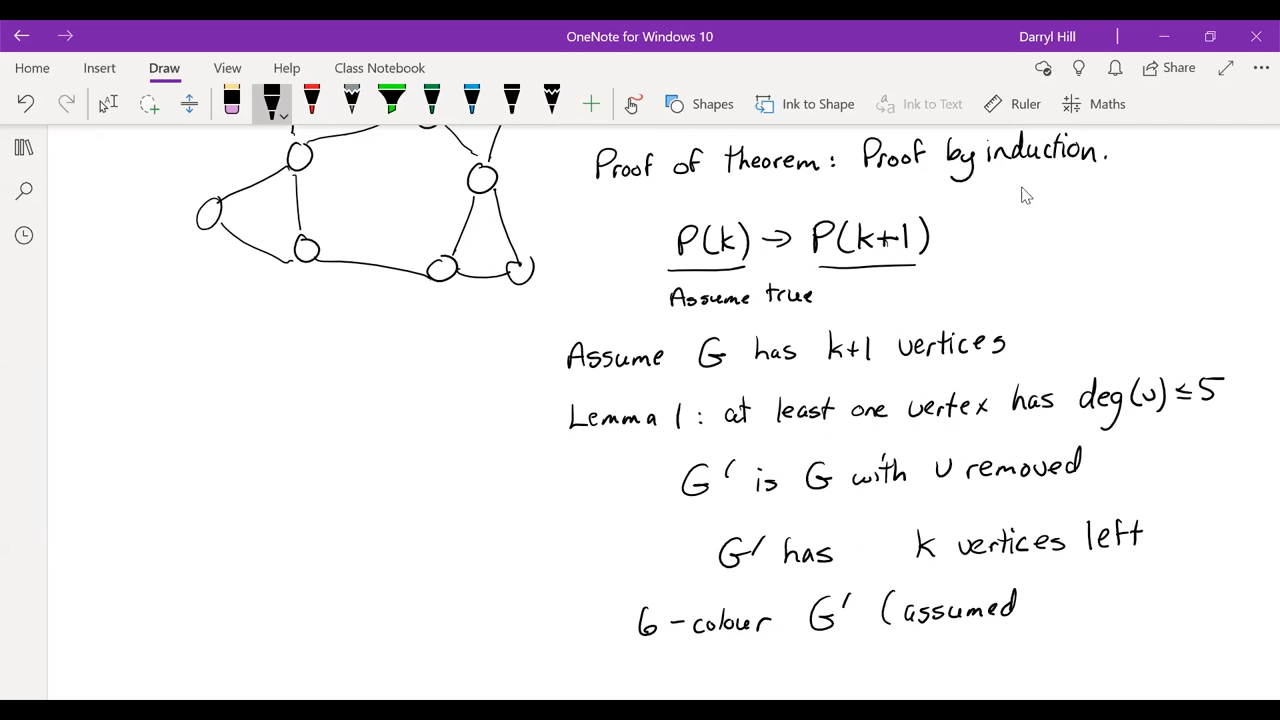 OneNote for Windows 10
Darryl Hill
Home Insert Draw View Help Class Notebook
Share
Shapes Ink to Shape Ink to Text Ruler Maths
Proof of theorem: Proof by induction.
P(k) → P(k+1)
Assume true
Assume G has k+1 vertices
Lemma 1: at least one vertex has deg(v) ≤ 5
G' is G with v removed
G' has k vertices left
6-colour G' (assumed